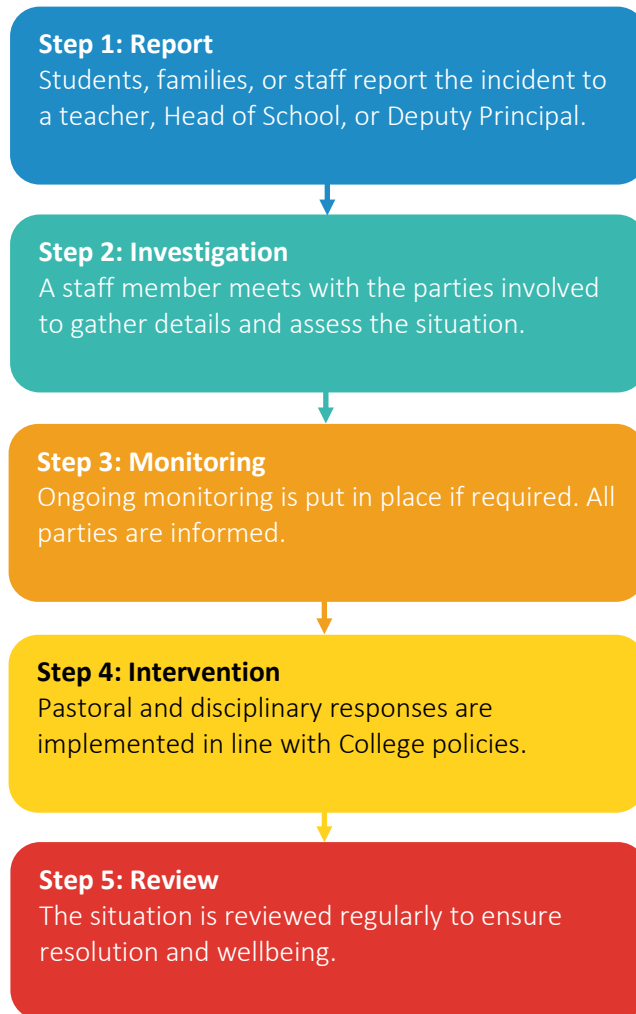 Step 1: Report
Students, families, or staff report the incident to
a teacher, Head of School, or Deputy Principal.
Step 2: Investigation
A staff member meets with the parties involved
to gather details and assess the situation.
Step 3: Monitoring
Ongoing monitoring is put in place if required. All
parties are informed.
Step 4: Intervention
Pastoral and disciplinary responses are
implemented in line with College policies.
Step 5: Review
The situation is reviewed regularly to ensure
resolution and wellbeing.